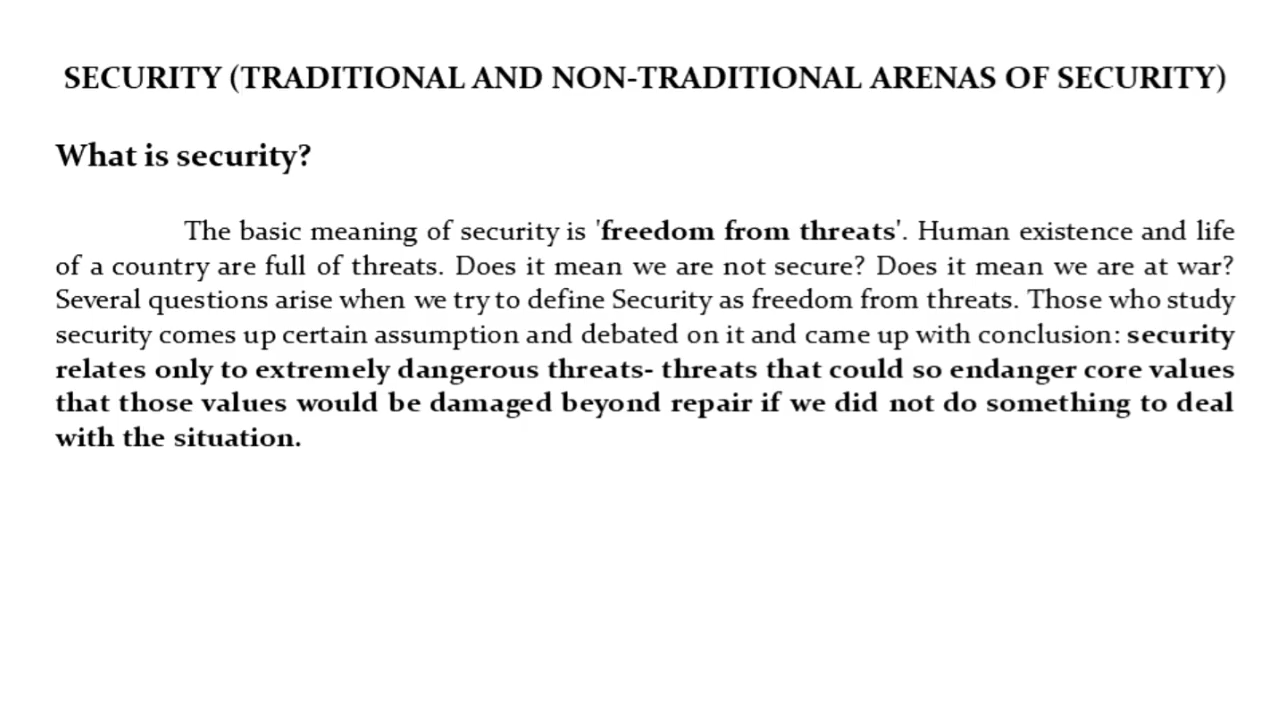 SECURITY (TRADITIONAL AND NON-TRADITIONAL ARENAS OF SECURITY)
What is security?
The basic meaning of security is 'freedom from threats'. Human existence and life
of a country are full of threats. Does it mean we are not secure? Does it mean we are at war?
Several questions arise when we try to define Security as freedom from threats. Those who study
security comes up certain assumption and debated on it and came up with conclusion: security
relates only to extremely dangerous threats- threats that could so endanger core values
that those values would be damaged beyond repair if we did not do something to deal
with the situation.